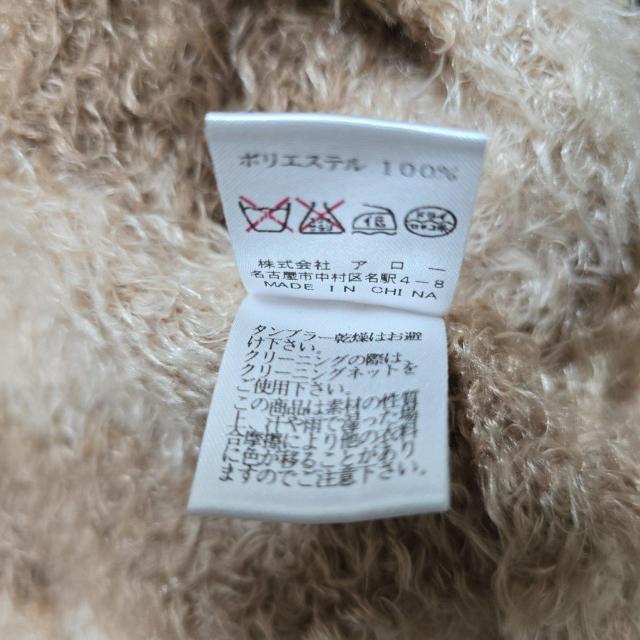 ポリエステル 100%
低 ドライ
株式会社 アロー
名古屋市中村区名駅4-8
MADE IN CHINA
タンブラー乾燥はお避
け下さい。
クリーニングの際は
クリーニングネットを
ご使用下さい。
この商品は素材の性質
上、汗や雨で湿ったり
摩擦により他の衣料
に色が移ることがあり
ますのでご注意下さい。